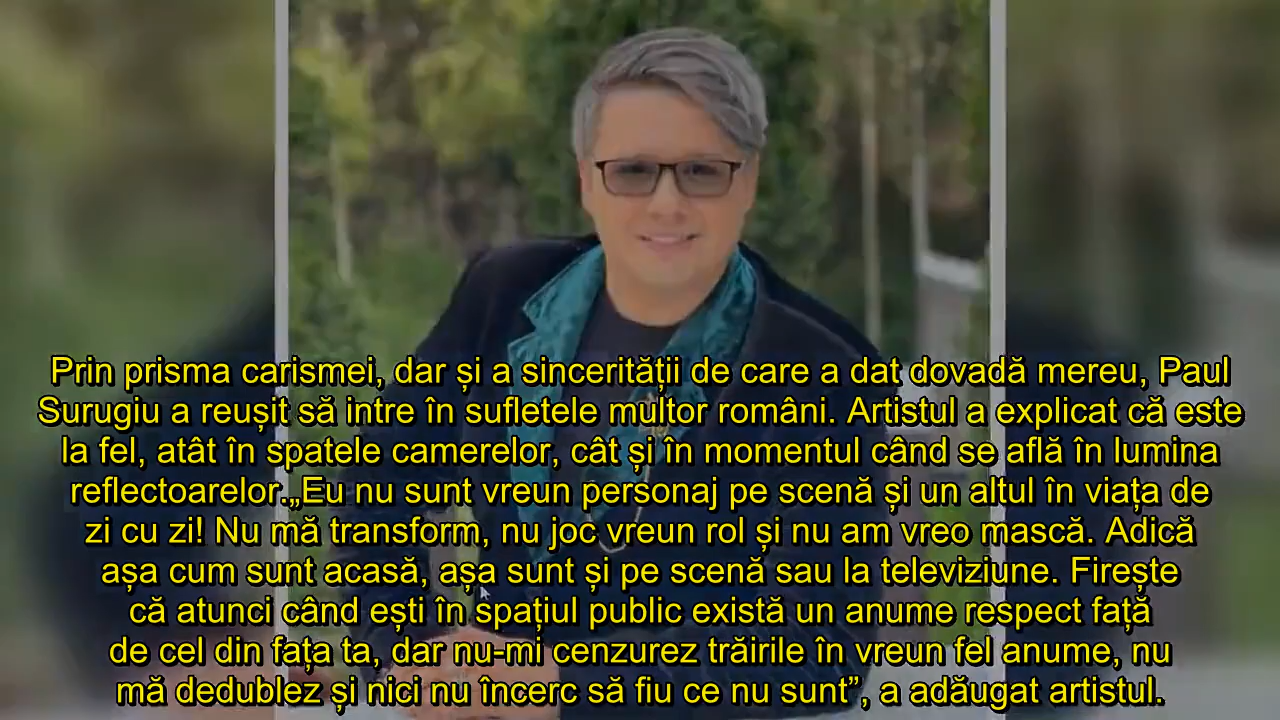 Prin prisma carismei, dar și a sincerității de care a dat dovadă mereu, Paul
Surugiu a reușit să intre în sufletele multor români. Artistul a explicat că este
la fel, atât în spatele camerelor, cât și în momentul când se află în lumina
reflectoarelor.„Eu nu sunt vreun personaj pe scenă și un altul în viața de
zi cu zi! Nu mă transform, nu joc vreun rol și nu am vreo mască. Adică
așa cum sunt acasă, așa sunt și pe scenă sau la televiziune. Firește
că atunci când ești în spațiul public există un anume respect față
de cel din fața ta, dar nu-mi cenzurez trăirile în vreun fel anume, nu
mă dedublez și nici nu încerc să fiu ce nu sunt”, a adăugat artistul.